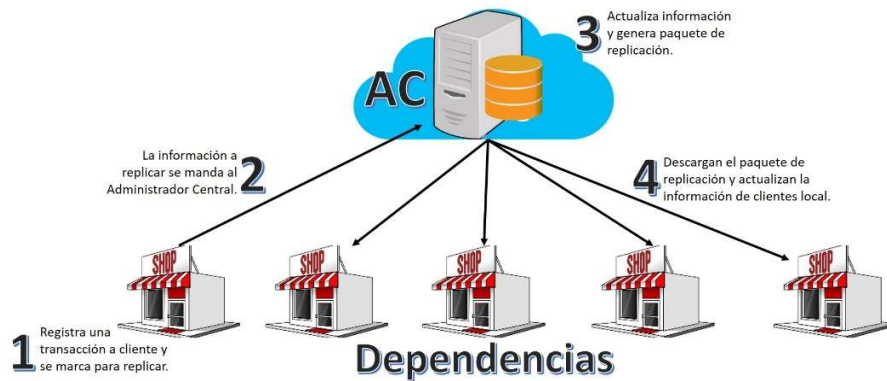 3
Actualiza información
y genera paquete de
replicación.
AC
La información a
replicar se manda al
Administrador Central.
2
4
Descargan el paquete de
replicación y actualizan la
información de clientes local.
SHOP
SHOP
SHOP
SHOP
SHOP
1
Registra una
transacción a cliente y
se marca para replicar.
Dependencias